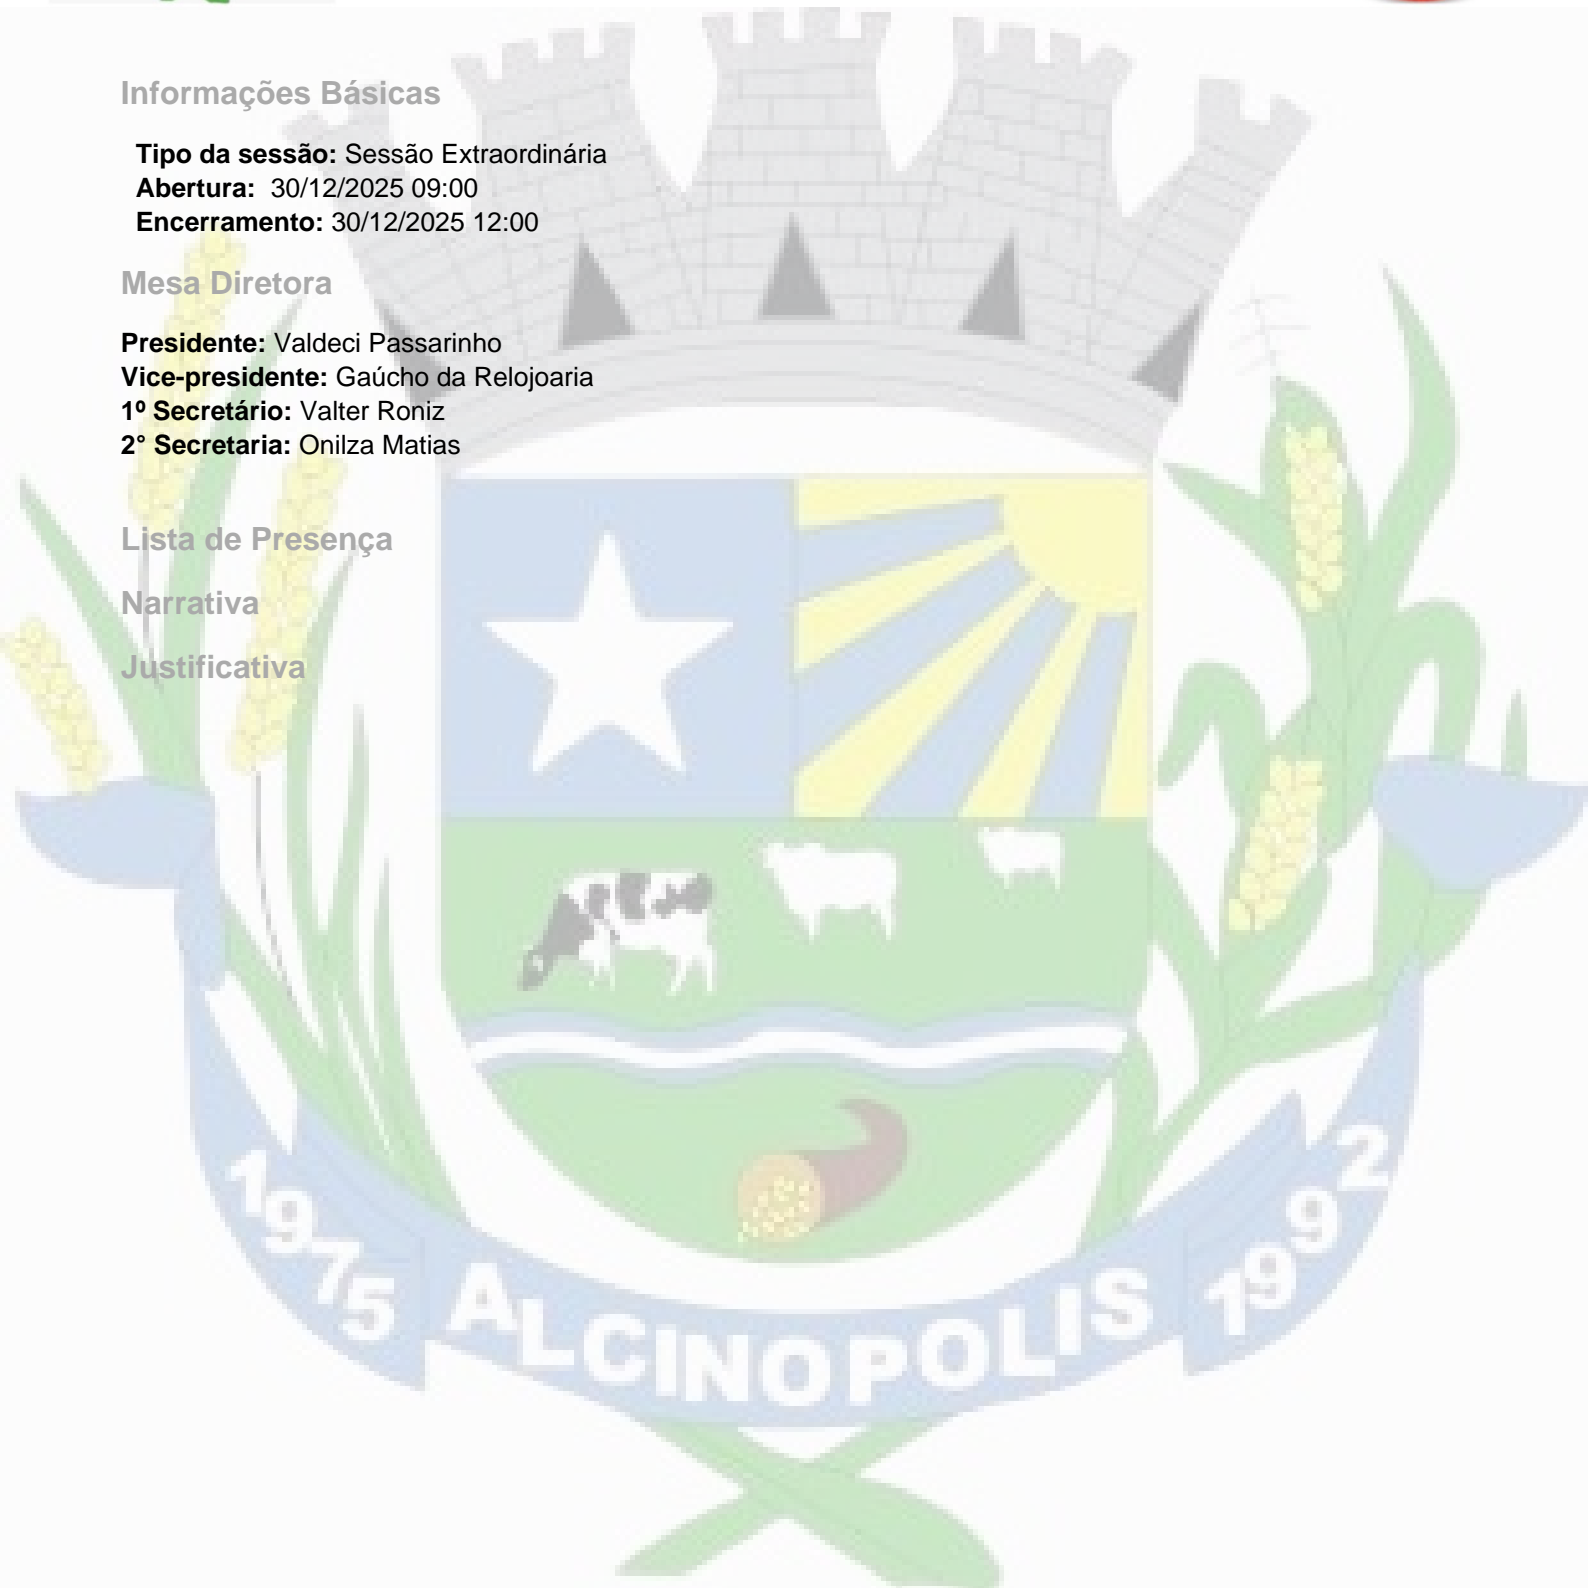 Informações Básicas
Tipo da sessão: Sessão Extraordinária
Abertura: 30/12/2025 09:00
Encerramento: 30/12/2025 12:00
Mesa Diretora
Presidente: Valdeci Passarinho
Vice-presidente: Gaúcho da Relojoaria
1º Secretário: Valter Roniz
2° Secretaria: Onilza Matias
Lista de Presença
Narrativa
Justificativa
1975 ALCINOPOLIS 1992